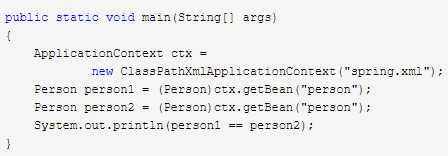 public static void main(String[] args)
{
ApplicationContext ctx =
new ClassPathXmlApplicationContext("spring.xml");
Person person1 = (Person)ctx.getBean("person");
Person person2 = (Person)ctx.getBean("person");
System.out.println(person1 == person2);
}